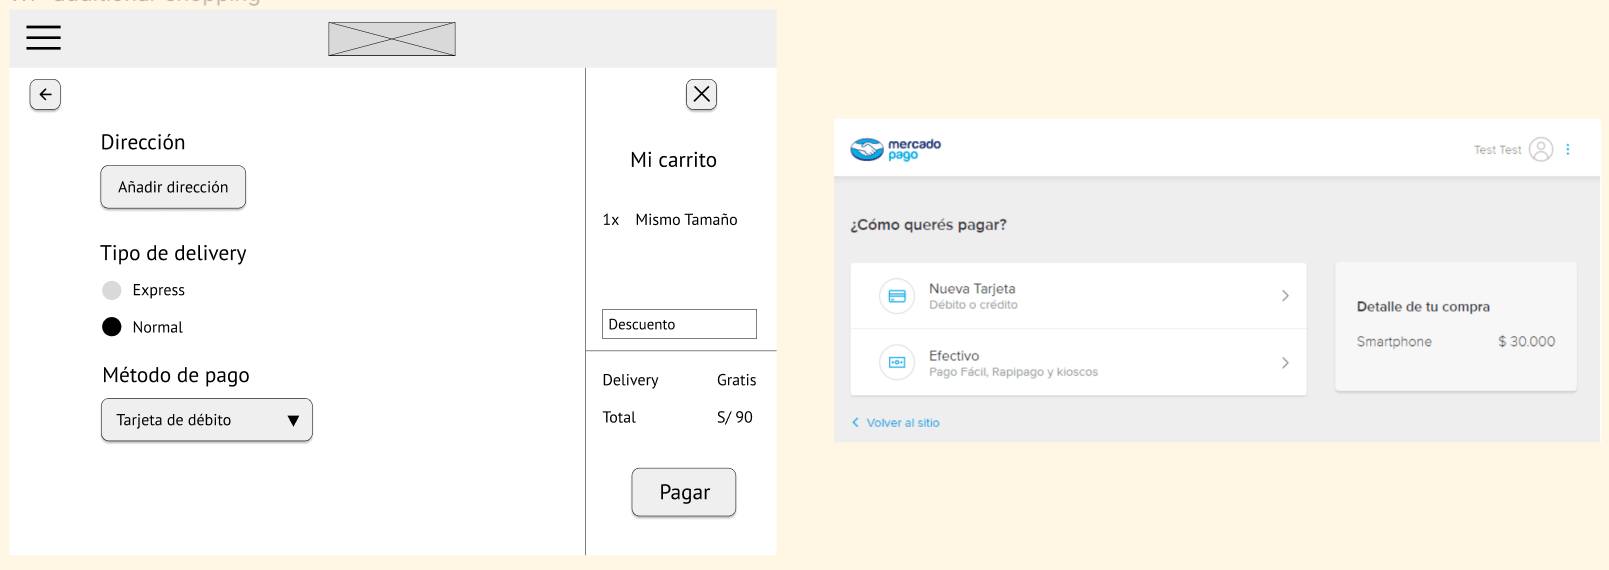 Dirección
Añadir dirección
Tipo de delivery
Express
Normal
Método de pago
Tarjeta de débito
Mi carrito
1x Mismo Tamaño
Descuento
Delivery Gratis
Total S/ 90
Pagar
mercado
pago
Test Test
¿Cómo querés pagar?
Nueva Tarjeta
Débito o crédito
Efectivo
Pago Fácil, Rapipago y kioscos
Volver al sitio
Detalle de tu compra
Smartphone $ 30.000